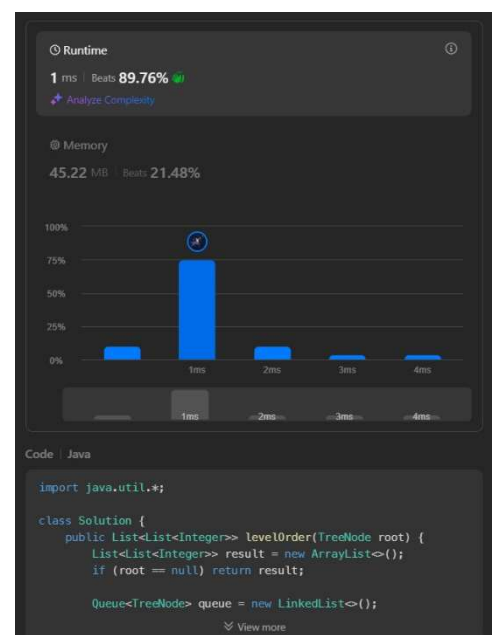 Runtime
1 ms | Beats 89.76%
Analyze Complexity
Memory
45.22 MB | Beats 21.48%
100%
75%
50%
25%
0%
1ms 2ms 3ms 4ms
1ms 2ms 3ms 4ms
Code | Java
import java.util.*;
class Solution {
public List<List<Integer>> levelOrder(TreeNode root) {
List<List<Integer>> result = new ArrayList<>();
if (root == null) return result;
Queue<TreeNode> queue = new LinkedList<>();
View more